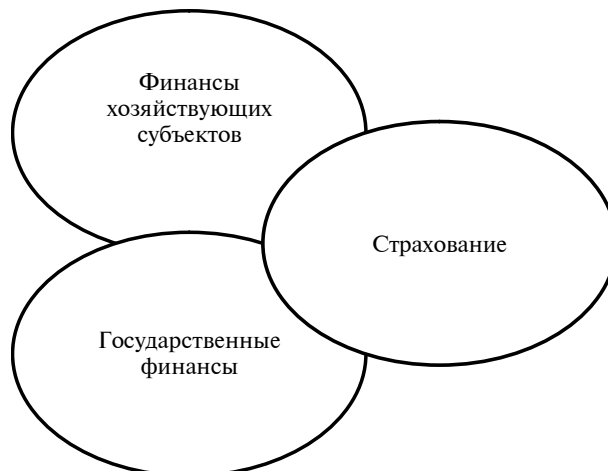 Финансы
хозяйствующих
субъектов
Страхование
Государственные
финансы